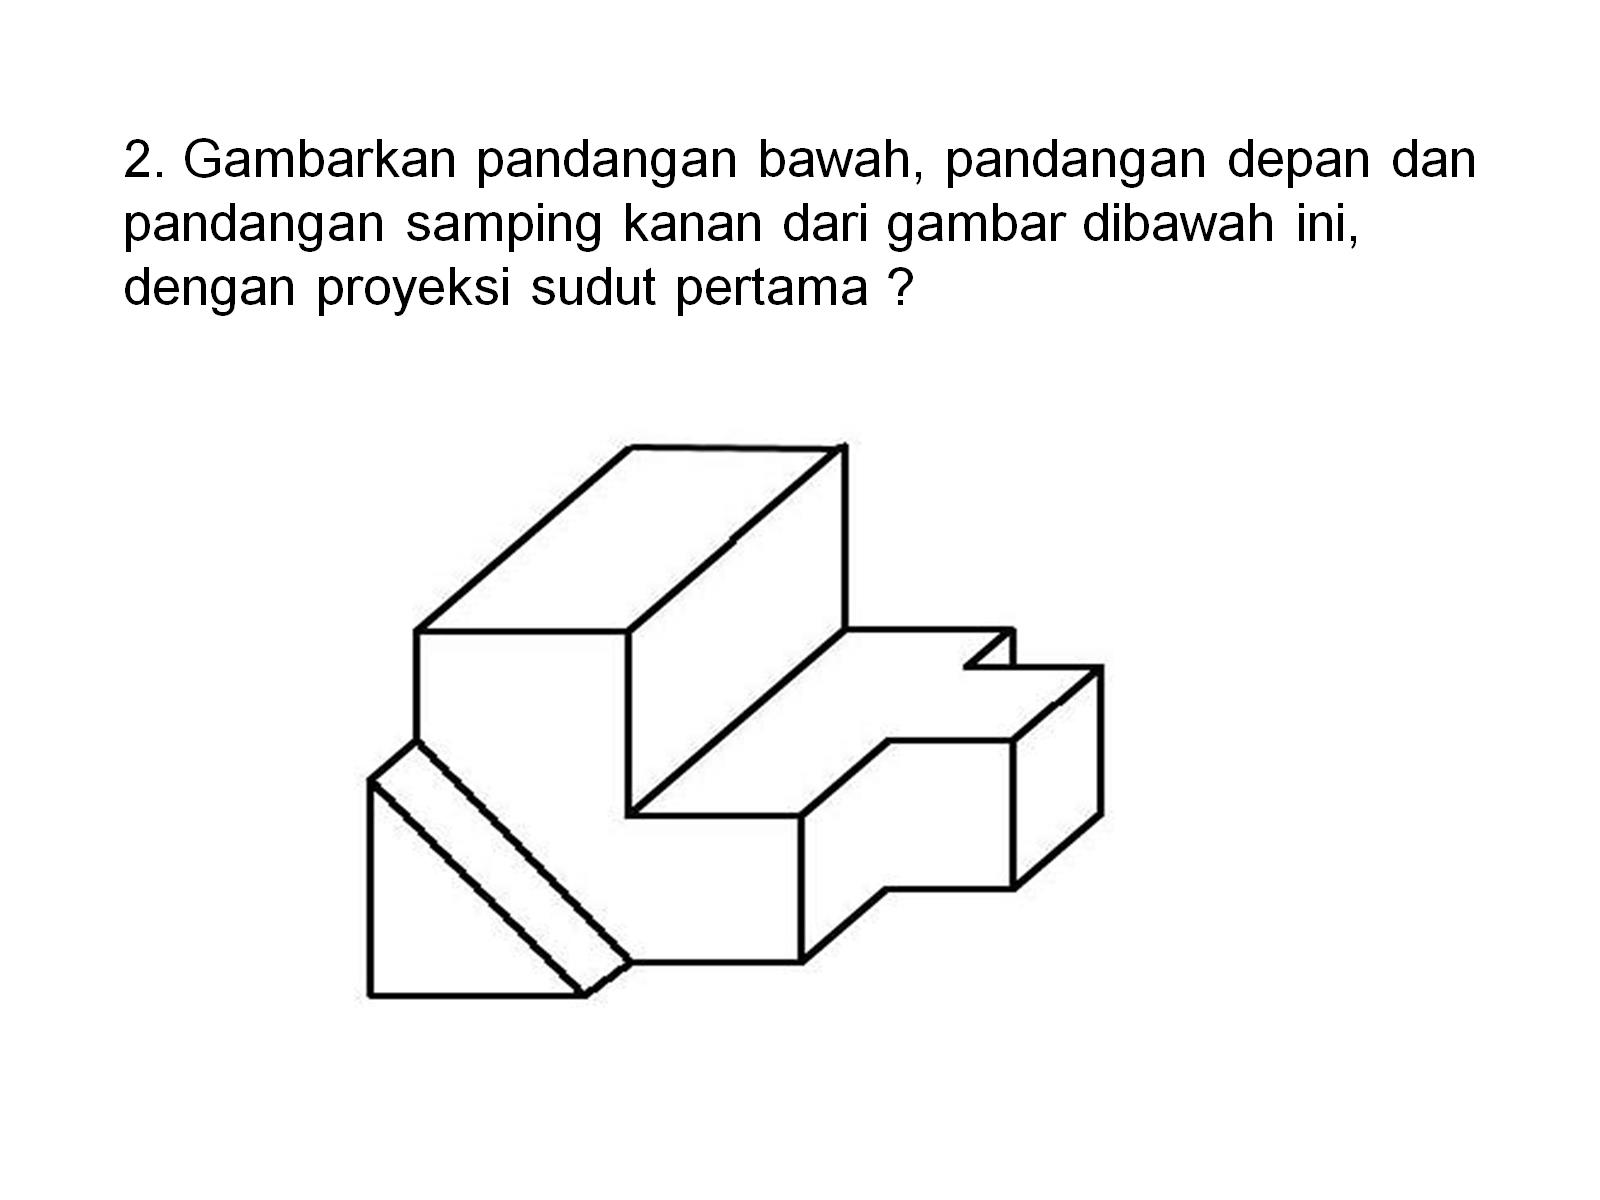 2. Gambarkan pandangan bawah, pandangan depan dan
pandangan samping kanan dari gambar dibawah ini,
dengan proyeksi sudut pertama ?